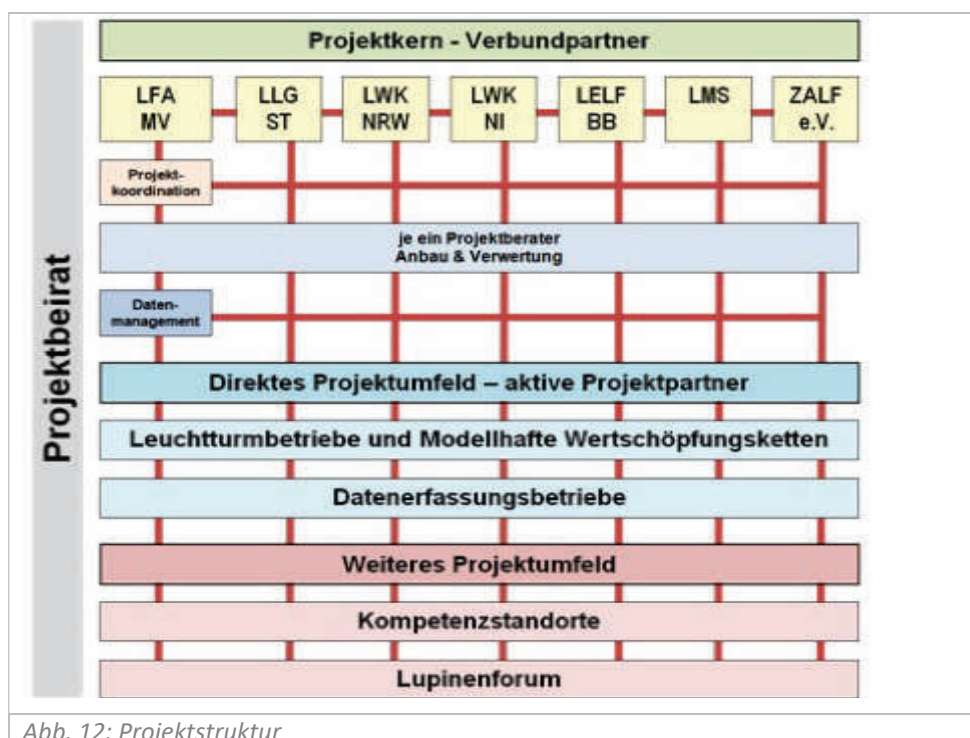 Projektbeirat
Projektkern - Verbundpartner
LFA
MV
LLG
ST
LWK
NRW
LWK
NI
LELF
BB
LMS
ZALF
e.V.
Projekt-
koordination
je ein Projektberater
Anbau & Verwertung
Daten-
management
Direktes Projektumfeld – aktive Projektpartner
Leuchtturmbetriebe und Modellhafte Wertschöpfungsketten
Datenerfassungsbetriebe
Weiteres Projektumfeld
Kompetenzstandorte
Lupinenforum
Abb. 12: Projektstruktur